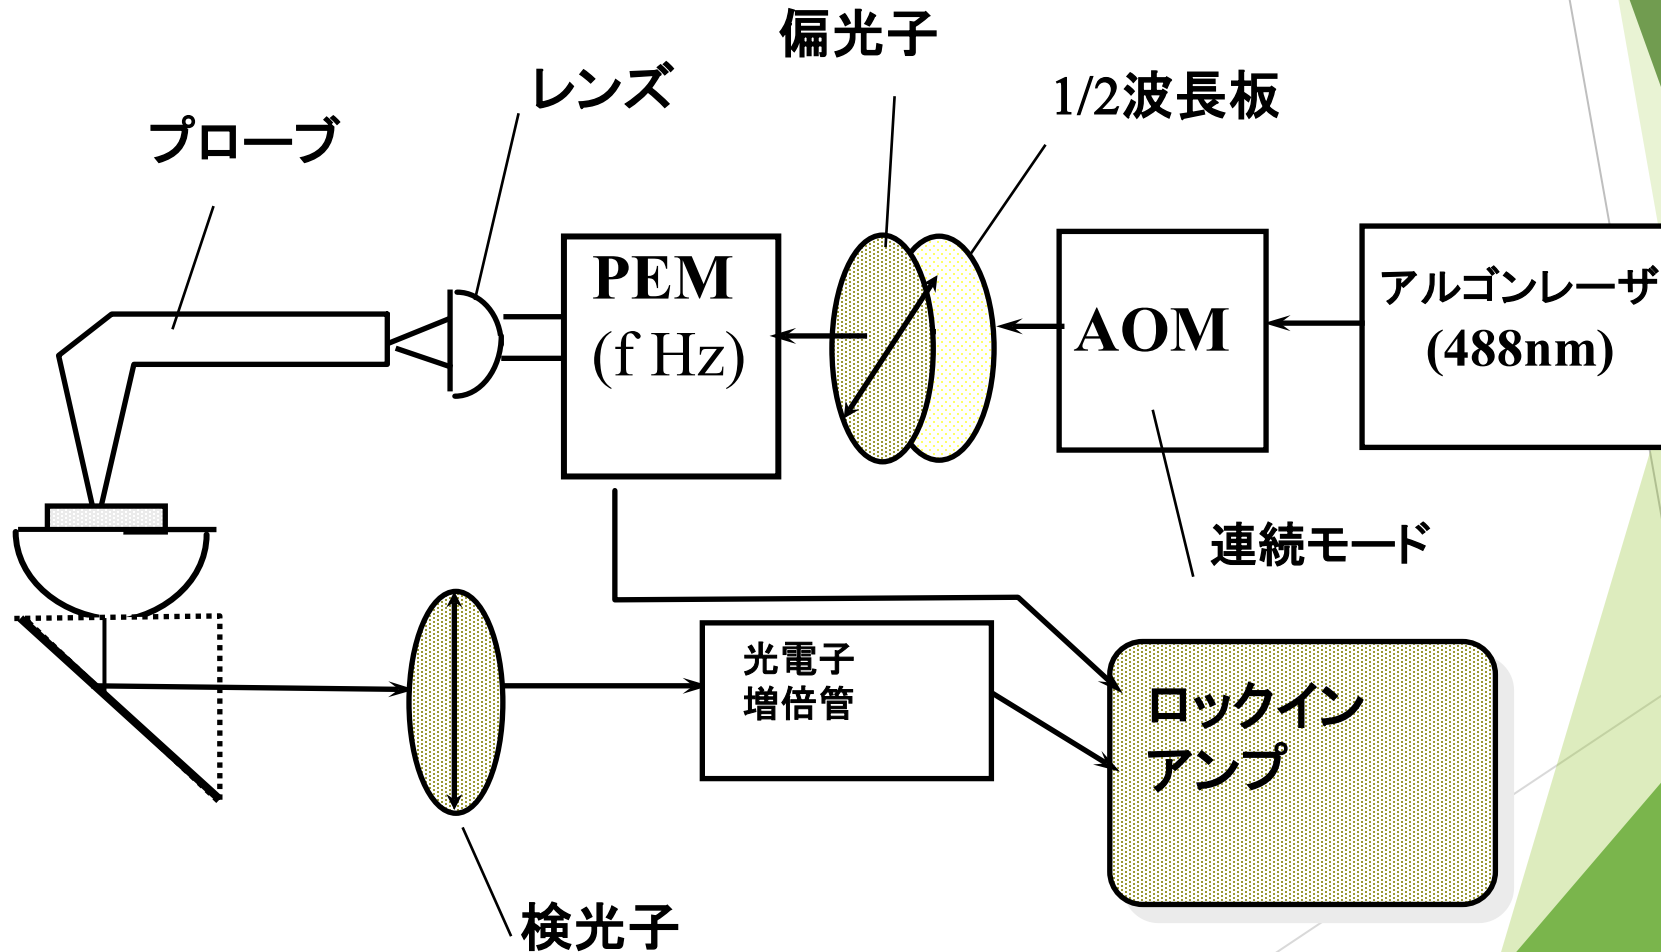 偏光子
レンズ
1/2波長板
プローブ
PEM
(f Hz)
AOM
アルゴンレーザ
(488nm)
連続モード
光電子
増倍管
ロックイン
アンプ
検光子